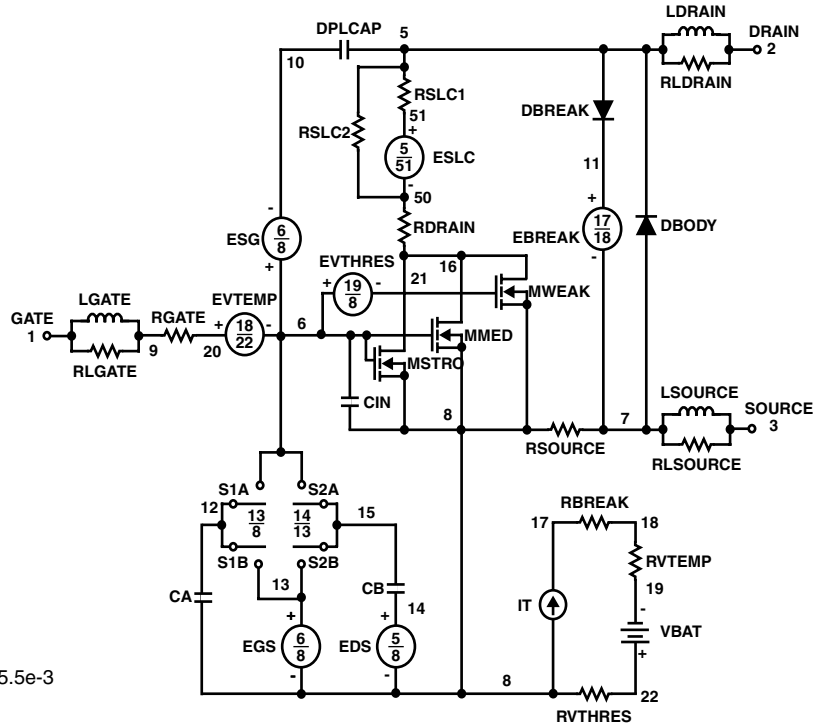 LDRAIN
DPLCAP 5 DRAIN
10 2
RLDRAIN
RSLC1
51
+
RSLC2
5
51
ESLC
-
50
DBREAK
11
+
17
18
EBREAK
-
DBODY
-
6
8
ESG
+
RDRAIN
EVTHRES
+ 19 -
8
21
16
MWEAK
LGATE
GATE
1
RLGATE
9
RGATE
20
EVTEMP
+ 18 -
22
6
MMED
MSTRO
CIN
8
RSOURCE
7
LSOURCE
SOURCE
3
RLSOURCE
S1A
S2A
12
13
8
14
13
15
S1B
S2B
13
CA
CB
14
+
6
8
EGS
-
+
5
8
EDS
-
RBREAK
17 18
RVTEMP
19
IT
-
VBAT
+
8
22
RVTHRES
5.5e-3